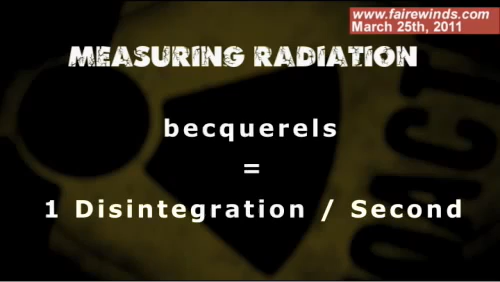 www.fairewinds.com
March 25th, 2011
MEASURING RADIATION
becquerels
=
1 Disintegration / Second